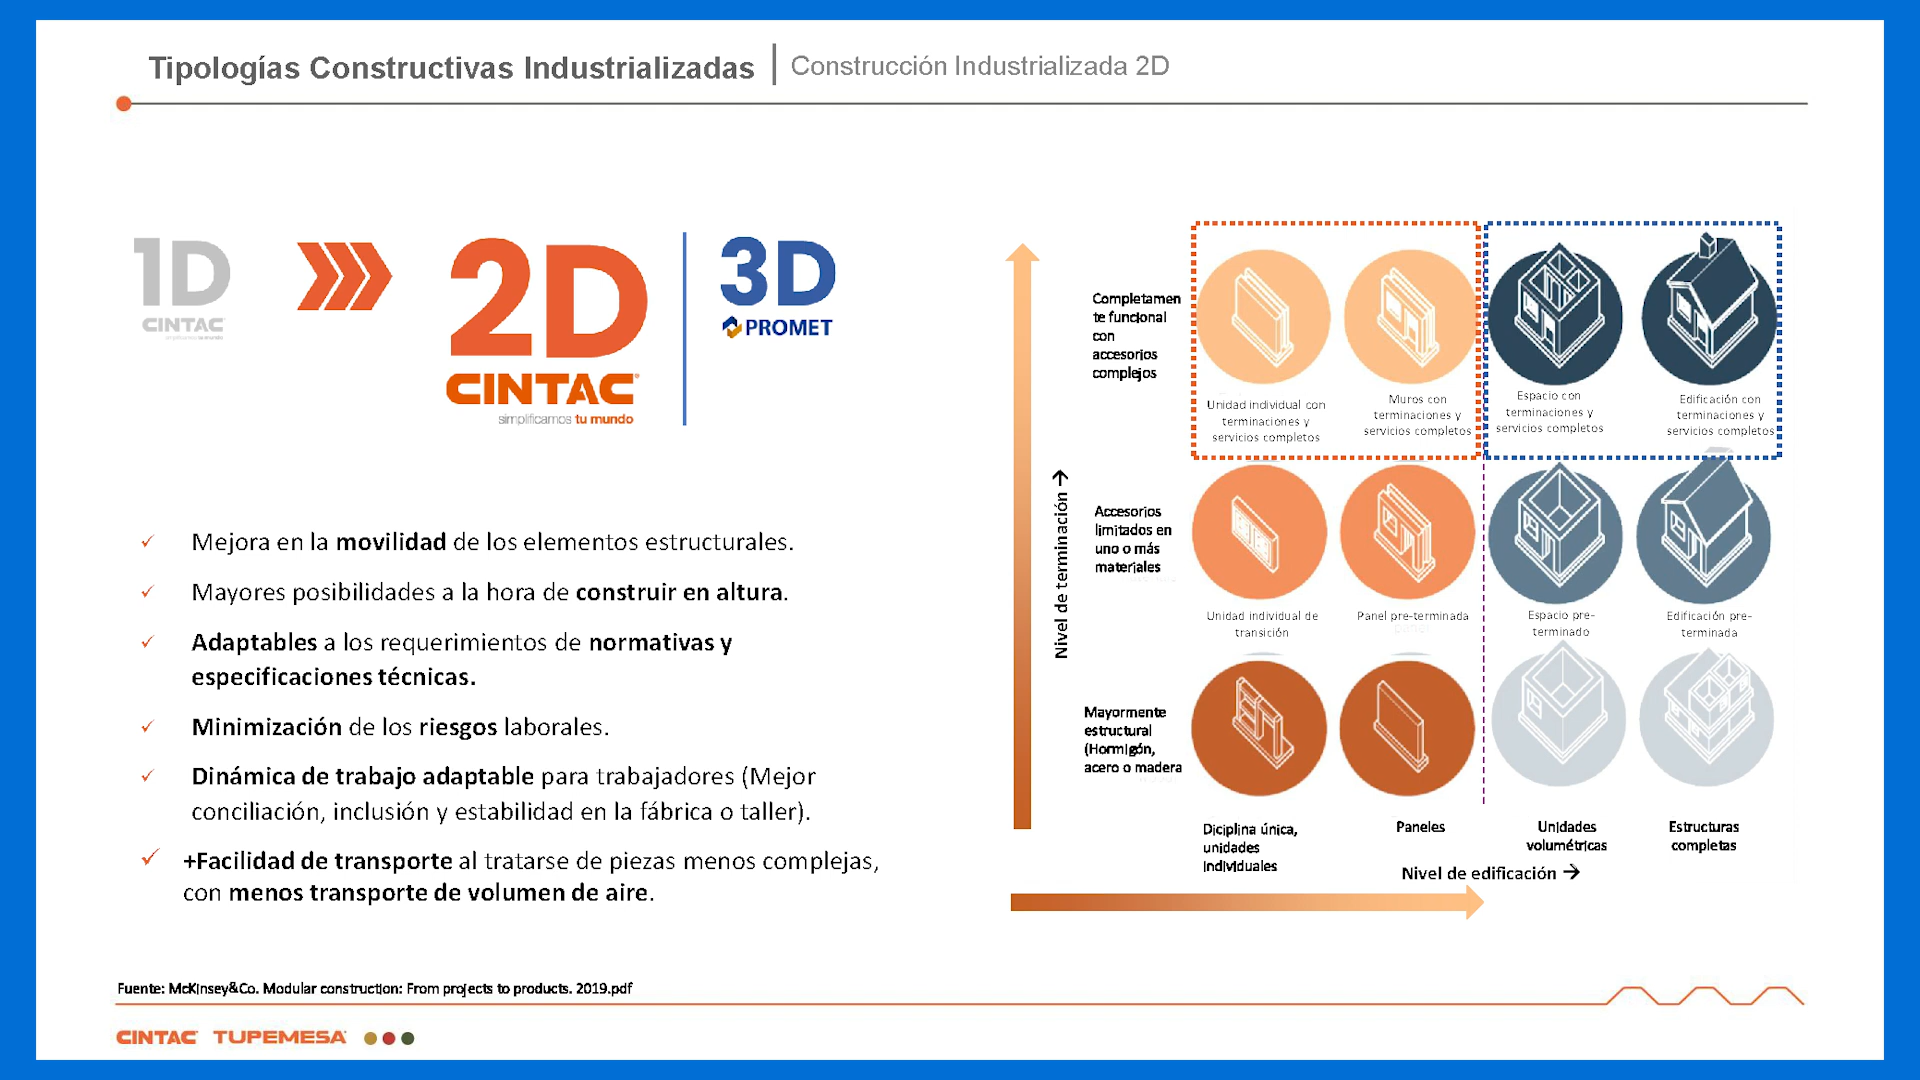 Tipologías Constructivas Industrializadas
Construcción Industrializada 2D
1D
CINTAC
2D
CINTAC
simplificamos tu mundo
3D
PROMET
Mejora en la movilidad de los elementos estructurales.
Mayores posibilidades a la hora de construir en altura.
Adaptables a los requerimientos de normativas y
especificaciones técnicas.
Minimización de los riesgos laborales.
Dinámica de trabajo adaptable para trabajadores (Mejor
conciliación, inclusión y estabilidad en la fábrica o taller).
+Facilidad de transporte al tratarse de piezas menos complejas,
con menos transporte de volumen de aire.
Nivel de terminación →
Completamen
te funcional
con
accesorios
complejos
Unidad individual con
terminaciones y
servicios completos
Muros con
terminaciones y
servicios completos
Espacio con
terminaciones y
servicios completos
Edificación con
terminaciones y
servicios completos
Accesorios
limitados en
uno o más
materiales
Unidad individual de
transición
Panel pre-terminada
Espacio pre-
terminado
Edificación pre-
terminada
Mayormente
estructural
(Hormigón,
acero o madera
Diciplina única,
unidades
individuales
Paneles
Unidades
volumétricas
Estructuras
completas
Nivel de edificación →
Fuente: McKinsey&Co. Modular construction: From projects to products. 2019.pdf
CINTAC TUPEMESA